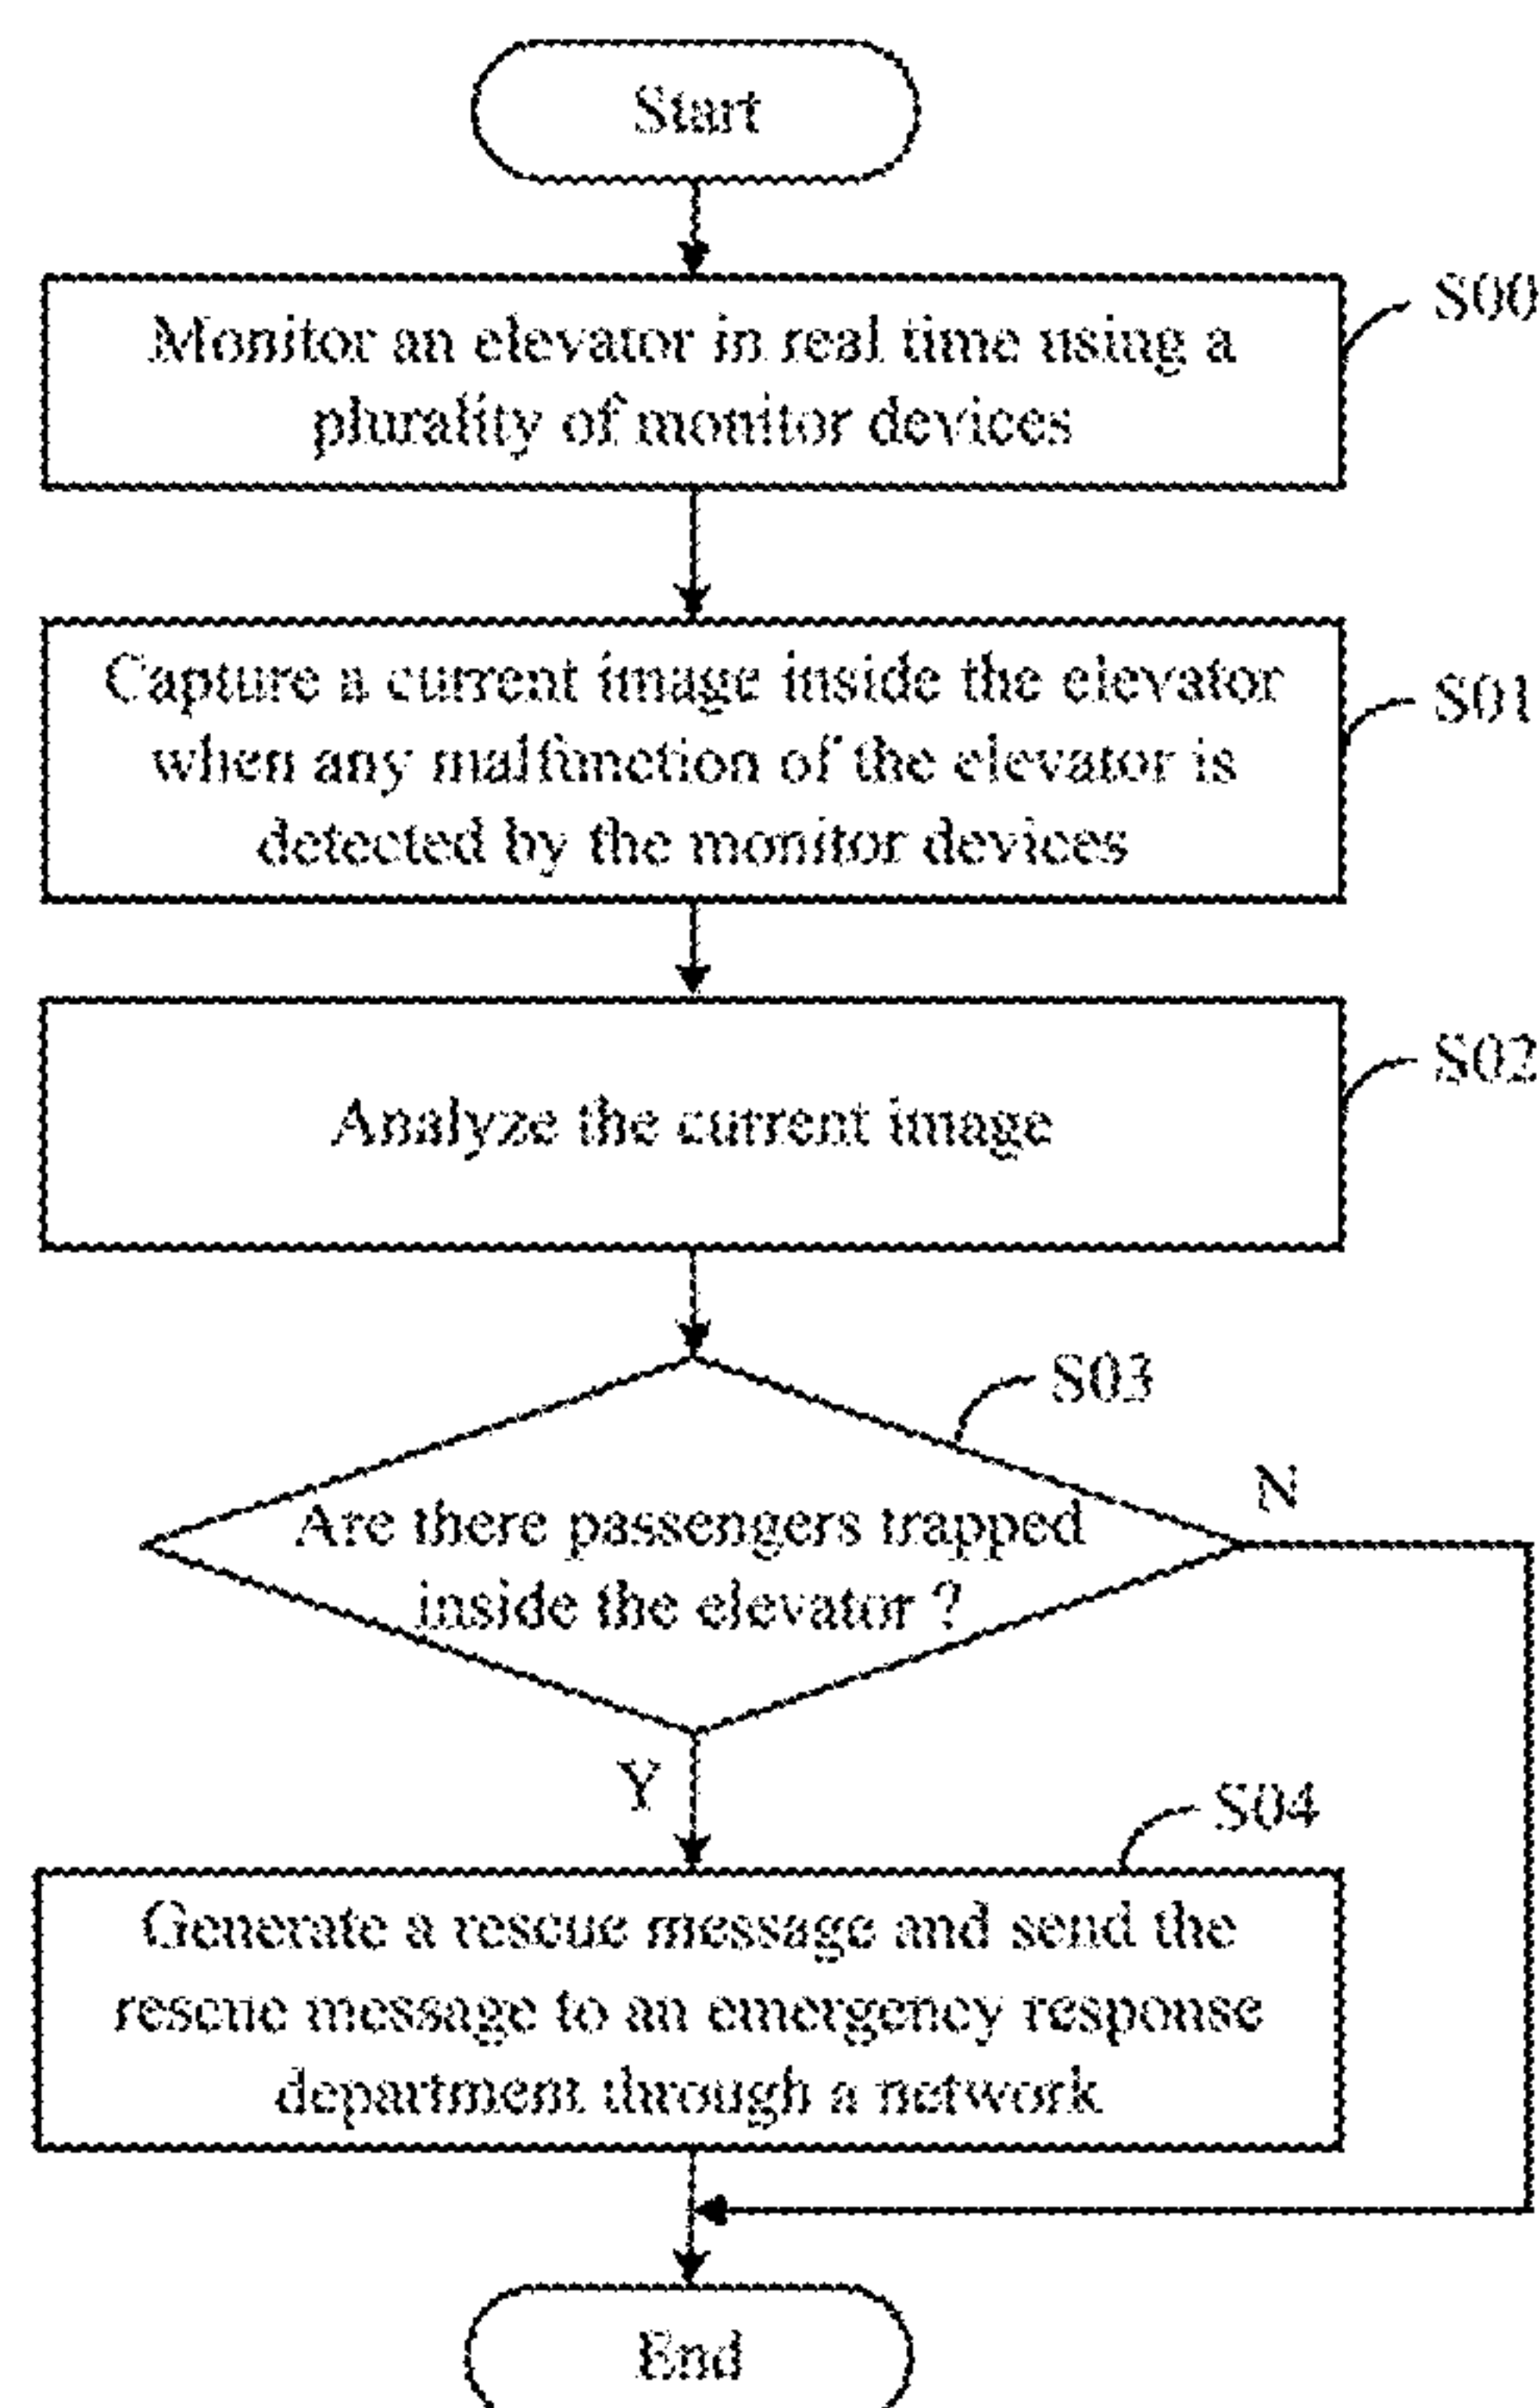 Start
S00
Monitor an elevator in real time using a
plurality of monitor devices
Capture a current image inside the elevator
when any malfunction of the elevator is
detected by the monitor devices
S01
Analyze the current image
S02
S03
Are there passengers trapped
inside the elevator ?
N
Y
S04
Generate a rescue message and send the
rescue message to an emergency response
department through a network
End